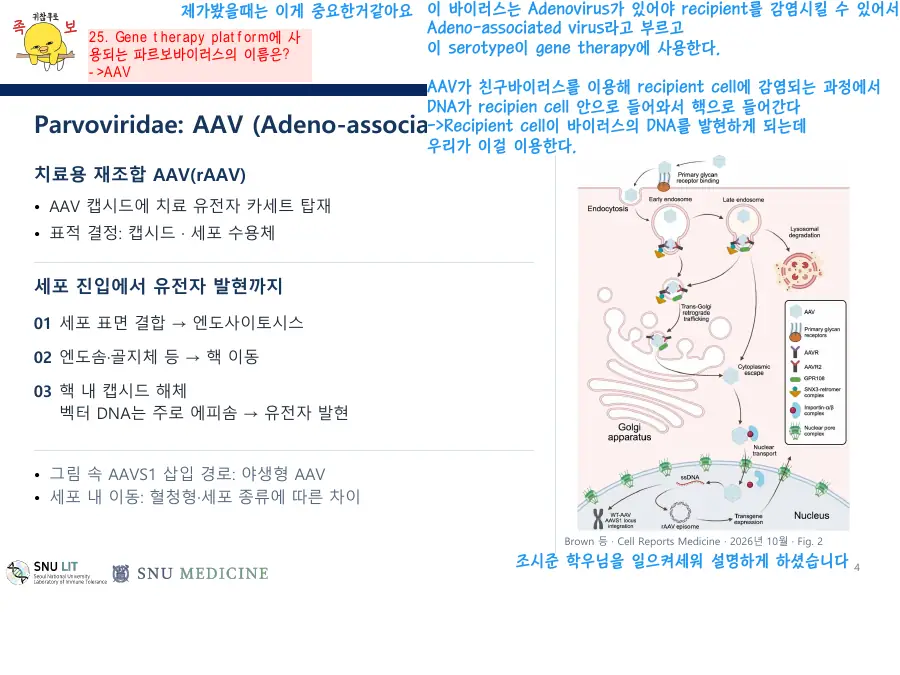 귀참푸로
족 보
제가봤을때는 이게 중요한거같아요
25. Gene therapy platform에 사
용되는 파르보바이러스의 이름은?
->AAV
이 바이러스는 Adenovirus가 있어야 recipient를 감염시킬 수 있어서
Adeno-associated virus라고 부르고
이 serotype이 gene therapy에 사용한다.
AAV가 친구바이러스를 이용해 recipient cell에 감염되는 과정에서
DNA가 recipien cell 안으로 들어와서 핵으로 들어간다
->Recipient cell이 바이러스의 DNA를 발현하게 되는데
우리가 이걸 이용한다.
Parvoviridae: AAV (Adeno-associa
치료용 재조합 AAV(rAAV)
• AAV 캡시드에 치료 유전자 카세트 탑재
• 표적 결정: 캡시드 · 세포 수용체
세포 진입에서 유전자 발현까지
01 세포 표면 결합 → 엔도사이토시스
02 엔도솜·골지체 등 → 핵 이동
03 핵 내 캡시드 해체
벡터 DNA는 주로 에피솜 → 유전자 발현
• 그림 속 AAVS1 삽입 경로: 야생형 AAV
• 세포 내 이동: 혈청형·세포 종류에 따른 차이
Primary glycan
receptor binding
Endocytosis
Early endosome
Late endosome
Lysosomal
degradation
Trans-Golgi
retrograde
trafficking
Cytoplasmic
escape
Golgi
apparatus
Nuclear
transport
ssDNA
WT-AAV
AAVS1 locus
integration
rAAV episome
Transgene
expression
Nucleus
AAV
Primary glycan
receptors
AAVR
AAVR2
GPR108
SNX3-retromer
complex
Importin-α/β
complex
Nuclear pore
complex
Brown 등 · Cell Reports Medicine · 2026년 10월 · Fig. 2
조시준 학우님을 일으켜세워 설명하게 하셨습니다
4
SNU LIT
Seoul National University
Laboratory of Immune Tolerance
SNU MEDICINE